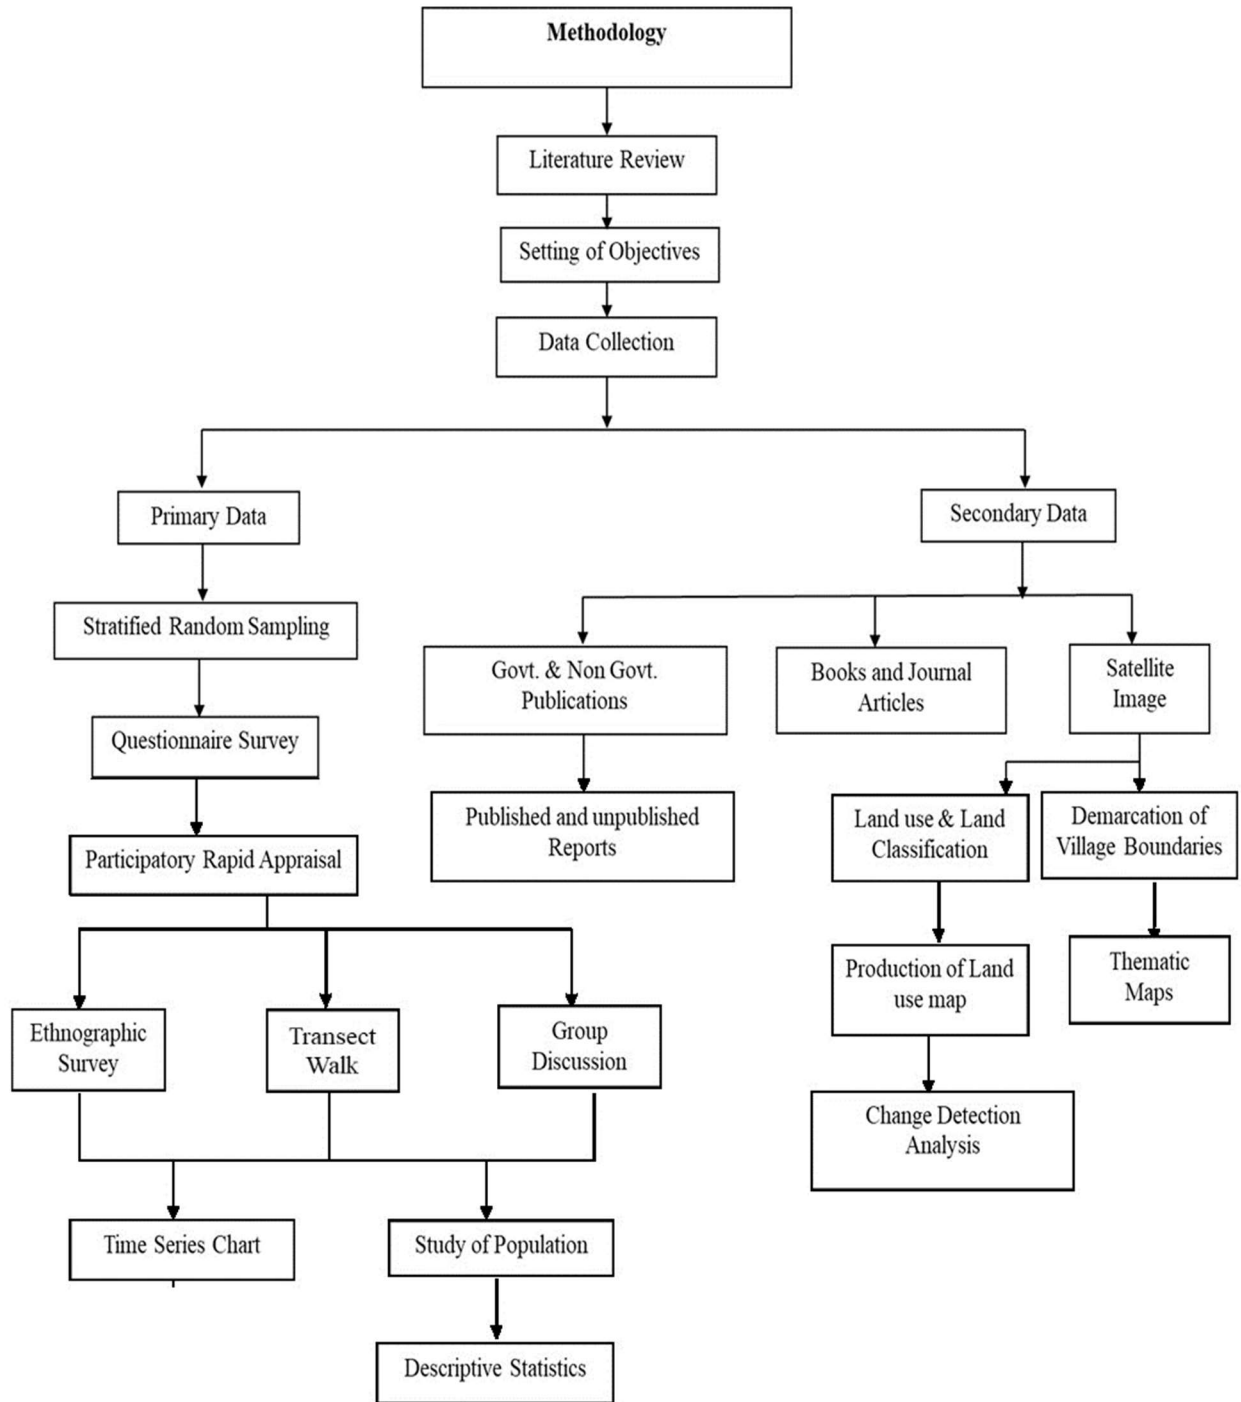 Methodology
Literature Review
Setting of Objectives
Data Collection
Primary Data
Secondary Data
Stratified Random Sampling
Govt. & Non Govt.
Publications
Books and Journal
Articles
Satellite
Image
Questionnaire Survey
Published and unpublished
Reports
Land use & Land
Classification
Demarcation of
Village Boundaries
Participatory Rapid Appraisal
Production of Land
use map
Thematic
Maps
Ethnographic
Survey
Transect
Walk
Group
Discussion
Change Detection
Analysis
Time Series Chart
Study of Population
Descriptive Statistics